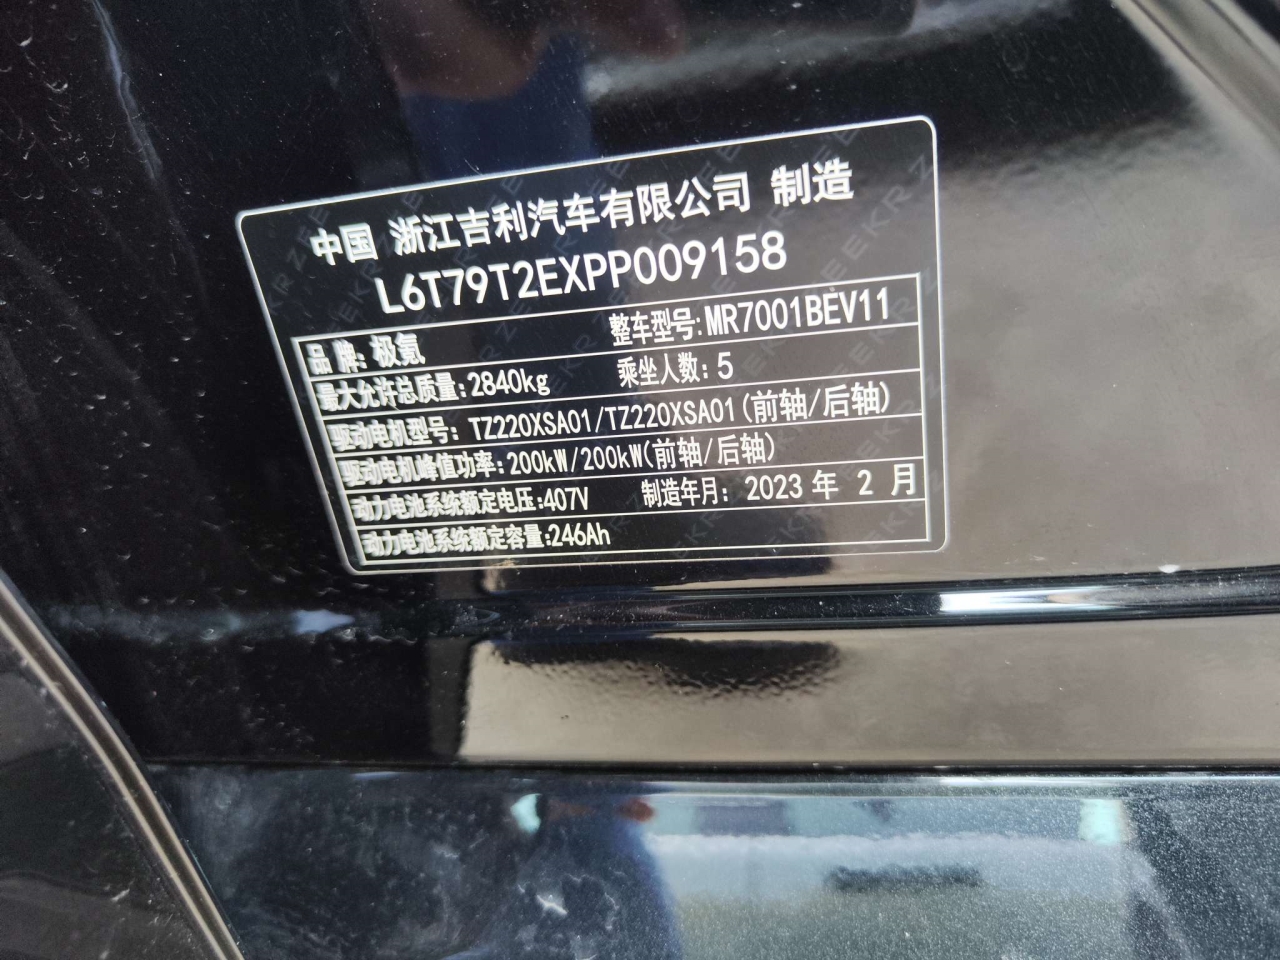 中国 浙江吉利汽车有限公司 制造
L6T79T2EXPP009158
品牌:极氪 整车型号:MR7001BEV11
最大允许总质量:2840kg 乘坐人数:5
驱动电机型号:TZ220XSA01/TZ220XSA01(前轴/后轴)
驱动电机峰值功率:200kW/200kW(前轴/后轴)
动力电池系统额定电压:407V 制造年月:2023年2月
动力电池系统额定容量:246Ah